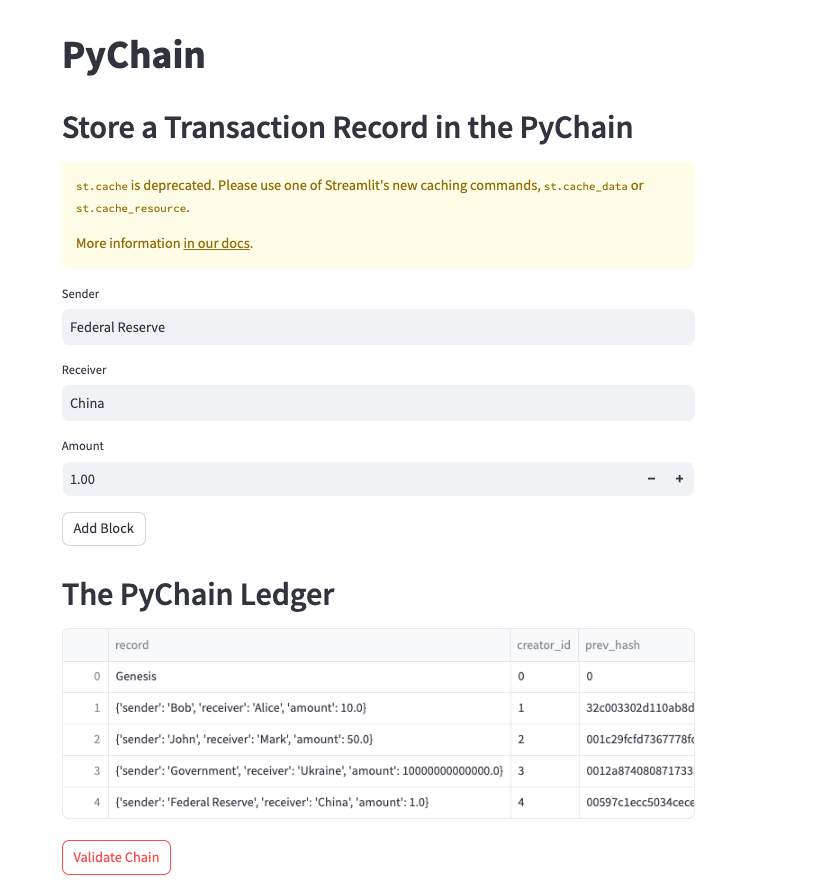 PyChain
Store a Transaction Record in the PyChain
st.cache is deprecated. Please use one of Streamlit's new caching commands, st.cache_data or
st.cache_resource.
More information in our docs.
Sender
Federal Reserve
Receiver
China
Amount
1.00 − +
Add Block
The PyChain Ledger
record creator_id prev_hash
0 Genesis 0 0
1 {'sender': 'Bob', 'receiver': 'Alice', 'amount': 10.0} 1 32c003302d110ab8d
2 {'sender': 'John', 'receiver': 'Mark', 'amount': 50.0} 2 001c29fcfd7367778fc
3 {'sender': 'Government', 'receiver': 'Ukraine', 'amount': 10000000000000.0} 3 0012a874080871733
4 {'sender': 'Federal Reserve', 'receiver': 'China', 'amount': 1.0} 4 00597c1ecc5034cece
Validate Chain